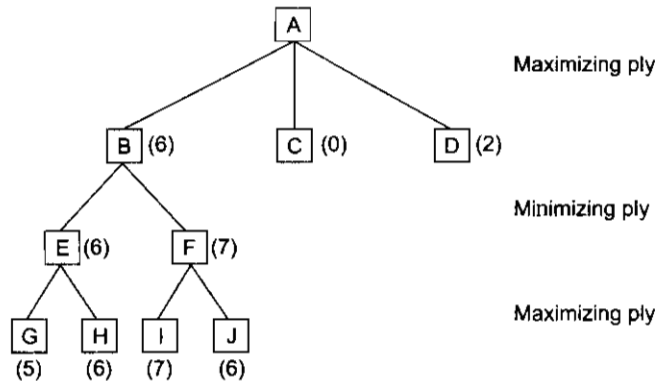 A
Maximizing ply
B (6) C (0) D (2)
Minimizing ply
E (6) F (7)
G H I J Maximizing ply
(5) (6) (7) (6)